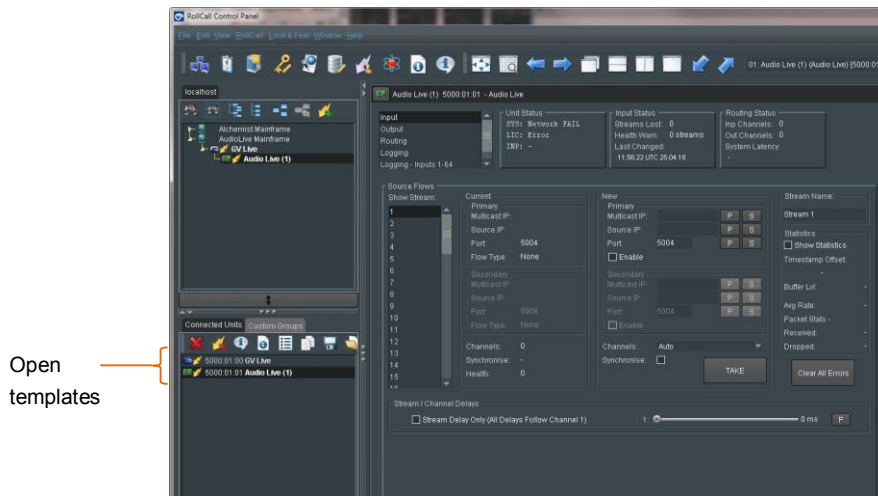 RollCall Control Panel
File Edit View RollCall Look & Feel Window Help
01: Audio Live (1) (Audio Live) [5000:01
localhost
Alchemist Mainframe
AudioLive Mainframe
GV Live
Audio Live (1)
Connected Units Custom Groups
5000:01:00 GV Live
5000:01:01 Audio Live (1)
Open
templates
Audio Live (1) 5000:01:01 - Audio Live
Input
Output
Routing
Logging
Logging - Inputs 1-64
Unit Status
SYS: Network FAIL
LIC: Error
INP: -
Input Status
Streams Lost: 0
Health Warn: 0 streams
Last Changed:
11:56:22 UTC 25.04.18
Routing Status
Inp Channels: 0
Out Channels: 0
System Latency:
-
Source Flows
Show Stream:
1
2
3
4
5
6
7
8
9
10
11
12
13
14
15
16
Current
Primary
Multicast IP:
Source IP:
Port: 5004
Flow Type: None
Secondary
Multicast IP:
Source IP:
Port: 5004
Flow Type: None
Channels: 0
Synchronise: -
Health: 0
New
Primary
Multicast IP: P S
Source IP: P S
Port: 5004 P S
Enable
Secondary
Multicast IP: P S
Source IP: P S
Port: 5004 P S
Enable
Channels: Auto
Synchronise:
TAKE
Stream Name:
Stream 1
Statistics
Show Statistics
Timestamp Offset:
-
Buffer Lvl: -
Avg Rate: -
Packet Stats -
Received: -
Dropped: -
Clear All Errors
Stream / Channel Delays
Stream Delay Only (All Delays Follow Channel 1) 1: 0 ms P